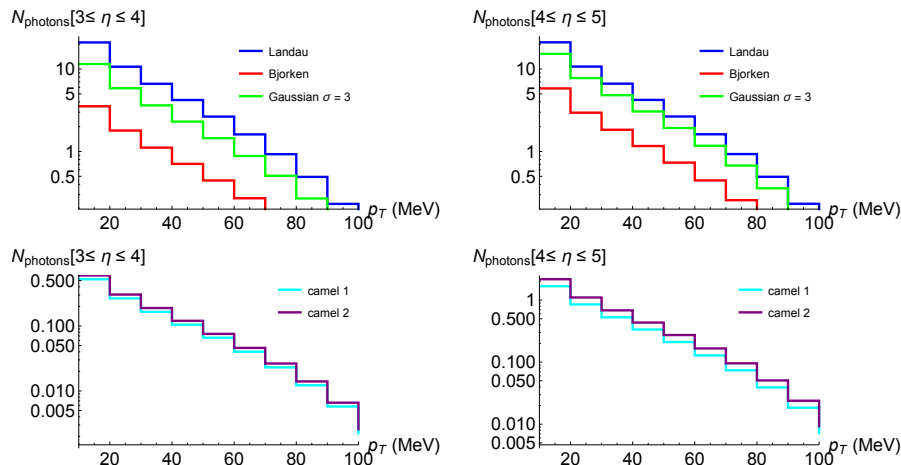 N_photons[3≤ η ≤ 4]
10
5
1
0.5
Landau
Bjorken
Gaussian σ = 3
20 40 60 80 100
p_T (MeV)
N_photons[4≤ η ≤ 5]
10
5
1
0.5
Landau
Bjorken
Gaussian σ = 3
20 40 60 80 100
p_T (MeV)
N_photons[3≤ η ≤ 4]
0.500
0.100
0.050
0.010
0.005
camel 1
camel 2
20 40 60 80 100
p_T (MeV)
N_photons[4≤ η ≤ 5]
1
0.500
0.100
0.050
0.010
0.005
camel 1
camel 2
20 40 60 80 100
p_T (MeV)